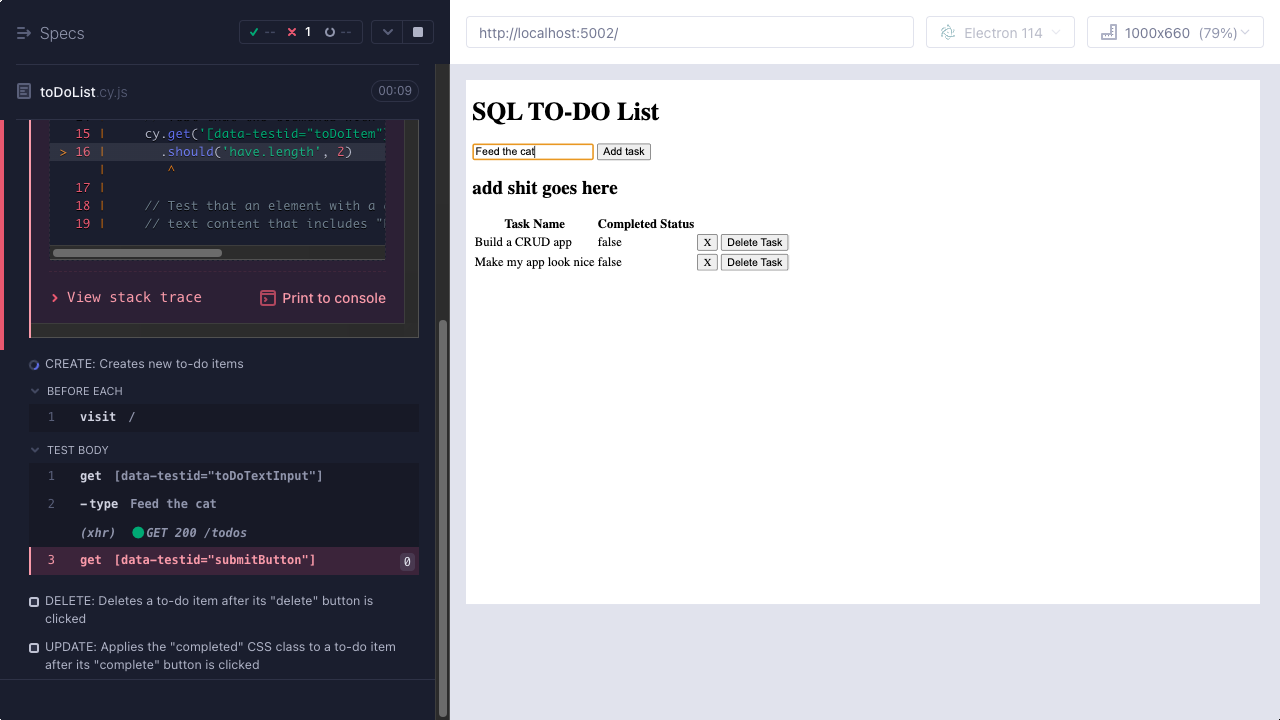 Specs
-- 1 --
toDoList.cy.js
00:09
15 | cy.get('[data-testid="toDoItem"]
> 16 | .should('have.length', 2)
| ^
17 |
18 | // Test that an element with a
19 | // text content that includes "
View stack trace
Print to console
CREATE: Creates new to-do items
BEFORE EACH
1 visit /
TEST BODY
1 get [data-testid="toDoTextInput"]
2 -type Feed the cat
(xhr) GET 200 /todos
3 get [data-testid="submitButton"] 0
DELETE: Deletes a to-do item after its "delete" button is
clicked
UPDATE: Applies the "completed" CSS class to a to-do item
after its "complete" button is clicked
http://localhost:5002/
Electron 114
1000x660 (79%)
SQL TO-DO List
Feed the cat Add task
add shit goes here
Task Name Completed Status
Build a CRUD app false X Delete Task
Make my app look nice false X Delete Task